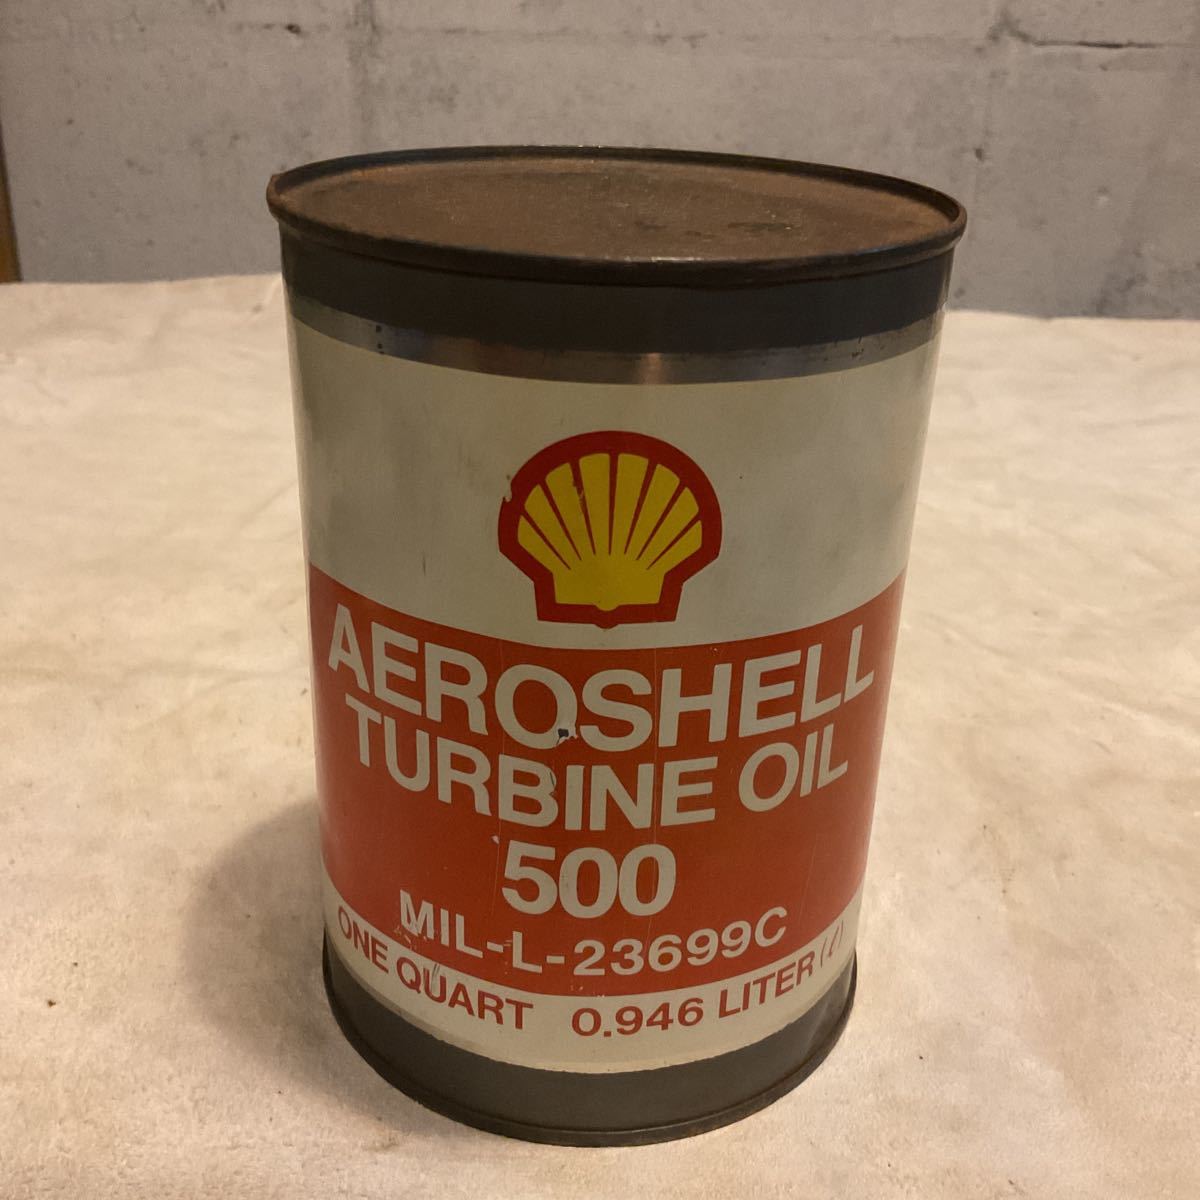 AEROSHELL
TURBINE OIL
500
MIL-L-23699C
ONE QUART 0.946 LITER (ℓ)